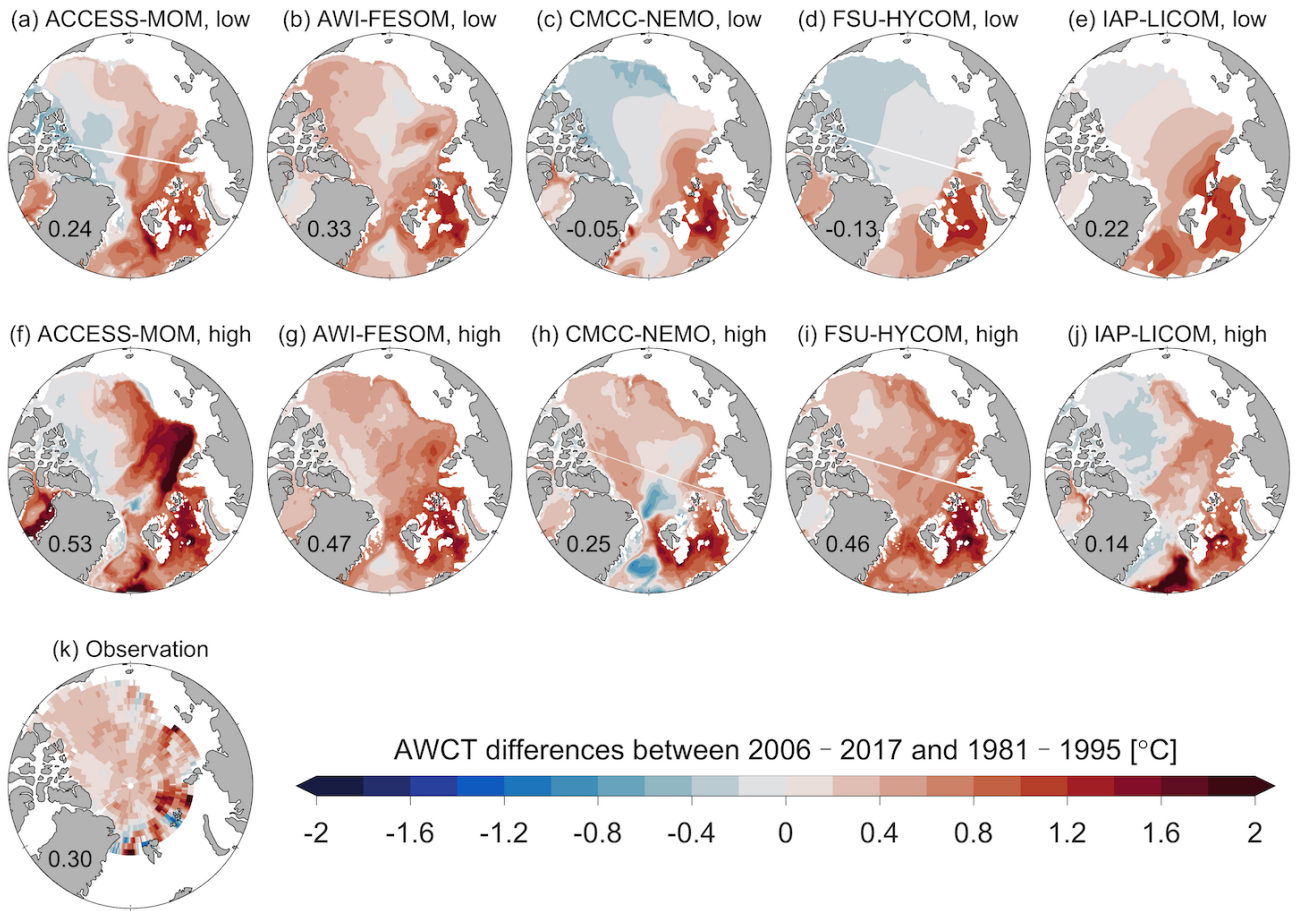 (a) ACCESS-MOM, low
(b) AWI-FESOM, low
(c) CMCC-NEMO, low
(d) FSU-HYCOM, low
(e) IAP-LICOM, low
0.24
0.33
-0.05
-0.13
0.22
(f) ACCESS-MOM, high
(g) AWI-FESOM, high
(h) CMCC-NEMO, high
(i) FSU-HYCOM, high
(j) IAP-LICOM, high
0.53
0.47
0.25
0.46
0.14
(k) Observation
0.30
AWCT differences between 2006 – 2017 and 1981 – 1995 [°C]
-2 -1.6 -1.2 -0.8 -0.4 0 0.4 0.8 1.2 1.6 2